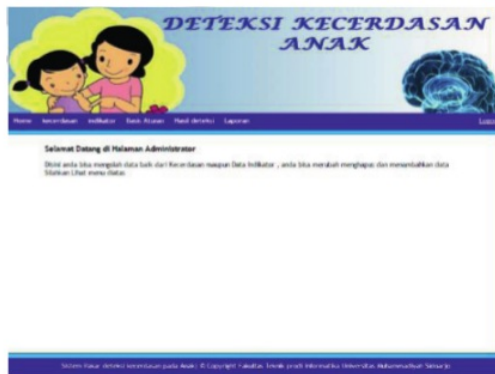 DETEKSI KECERDASAN
ANAK
Home kecerdasan indikator Basis Aturan Hasil deteksi Laporan
Selamat Datang di Halaman Administrator
Disini anda bisa mengolah data baik dari Kecerdasan maupun Data Indikator , anda bisa merubah menghapus dan menambahkan data
Silahkan Lihat menu diatas
Sistem Pakar deteksi kecerdasan pada Anak| © Copyright Fakultas Teknik prodi Informatika Universitas Muhammadiyah Sidoarjo